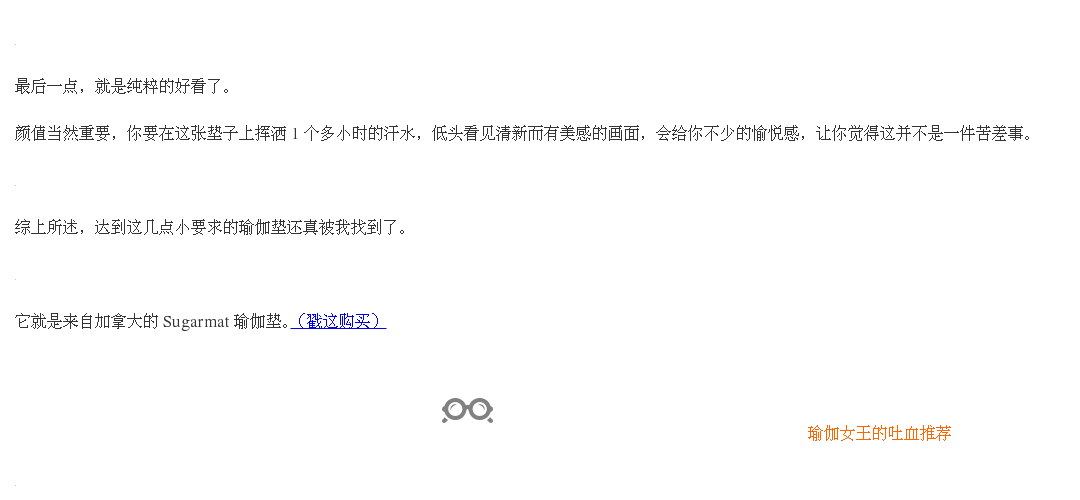 最后一点，就是纯粹的好看了。
颜值当然重要，你要在这张垫子上挥洒 1 个多小时的汗水，低头看见清新而有美感的画面，会给你不少的愉悦感，让你觉得这并不是一件苦差事。
综上所述，达到这几点小要求的瑜伽垫还真被我找到了。
它就是来自加拿大的 Sugarmat 瑜伽垫。（戳这购买）
瑜伽女王的吐血推荐